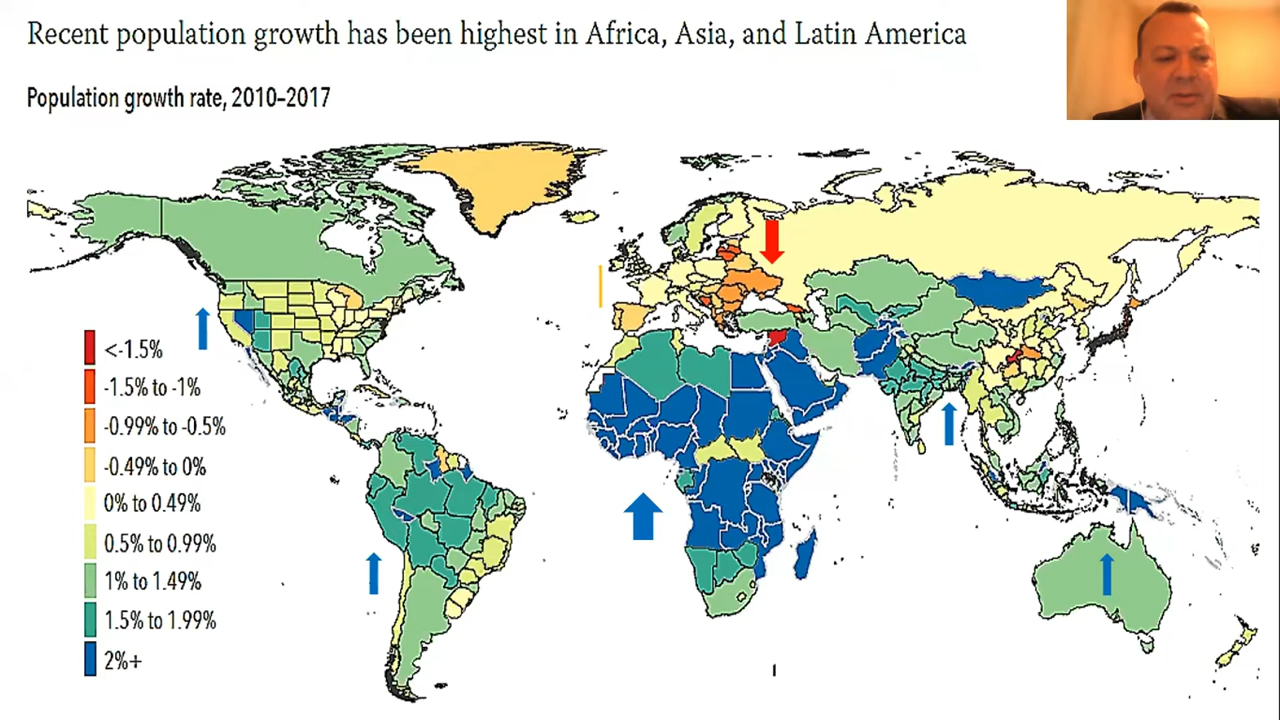 Recent population growth has been highest in Africa, Asia, and Latin America
Population growth rate, 2010–2017
<-1.5%
-1.5% to -1%
-0.99% to -0.5%
-0.49% to 0%
0% to 0.49%
0.5% to 0.99%
1% to 1.49%
1.5% to 1.99%
2%+